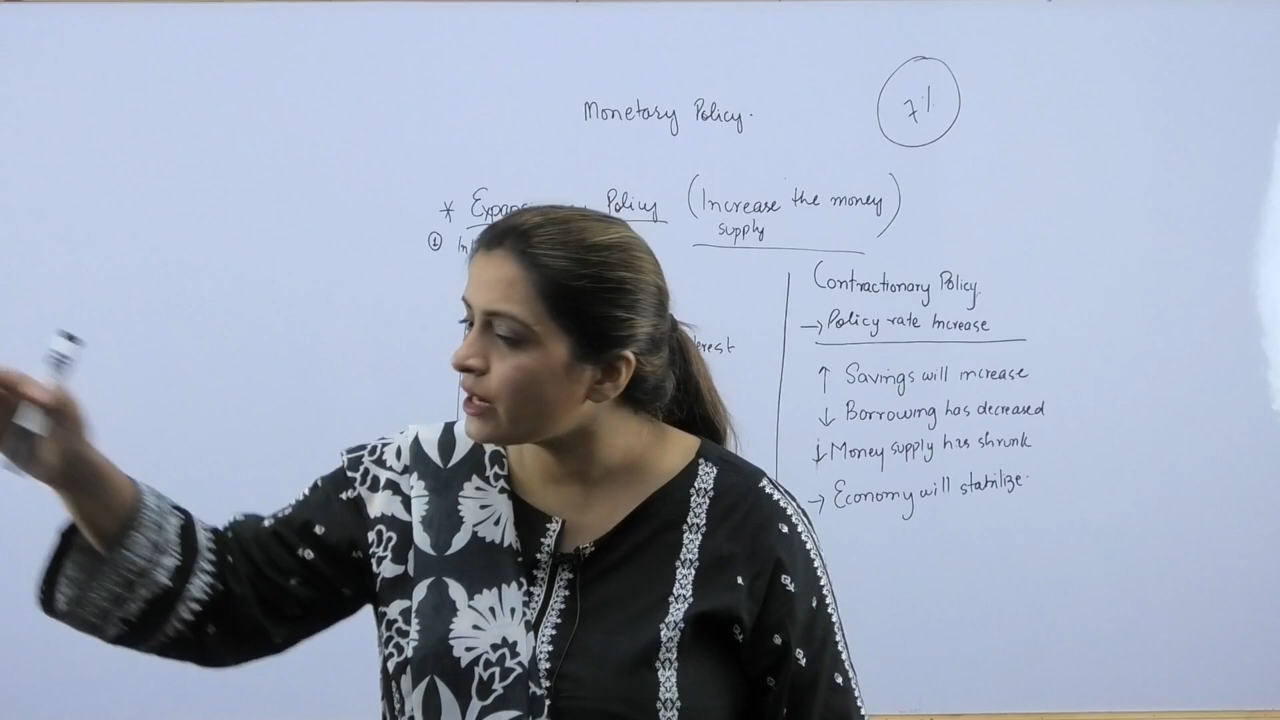 Monetary Policy.
7%
* Policy (Increase the money)
supply
①
Contractionary Policy.
→ Policy rate increase
↑ Savings will increase
↓ Borrowing has decreased
↓ Money supply has shrunk
→ Economy will stabilize.